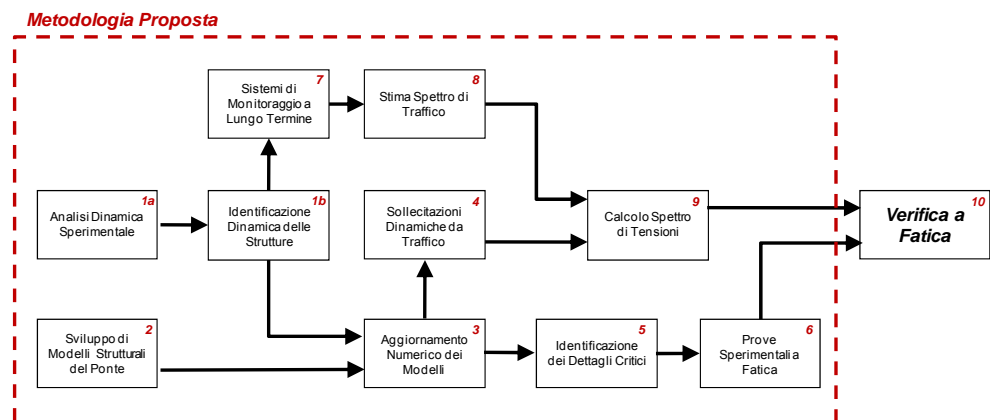 Metodologia Proposta
7
Sistemi di
Monitoraggio a
Lungo Termine
8
Stima Spettro di
Traffico
1a
Analisi Dinamica
Sperimentale
1b
Identificazione
Dinamica delle
Strutture
4
Sollecitazioni
Dinamiche da
Traffico
9
Calcolo Spettro
di Tensioni
10
Verifica a
Fatica
2
Sviluppo di
Modelli Strutturali
del Ponte
3
Aggiornamento
Numerico dei
Modelli
5
Identificazione
dei Dettagli Critici
6
Prove
Sperimentali a
Fatica